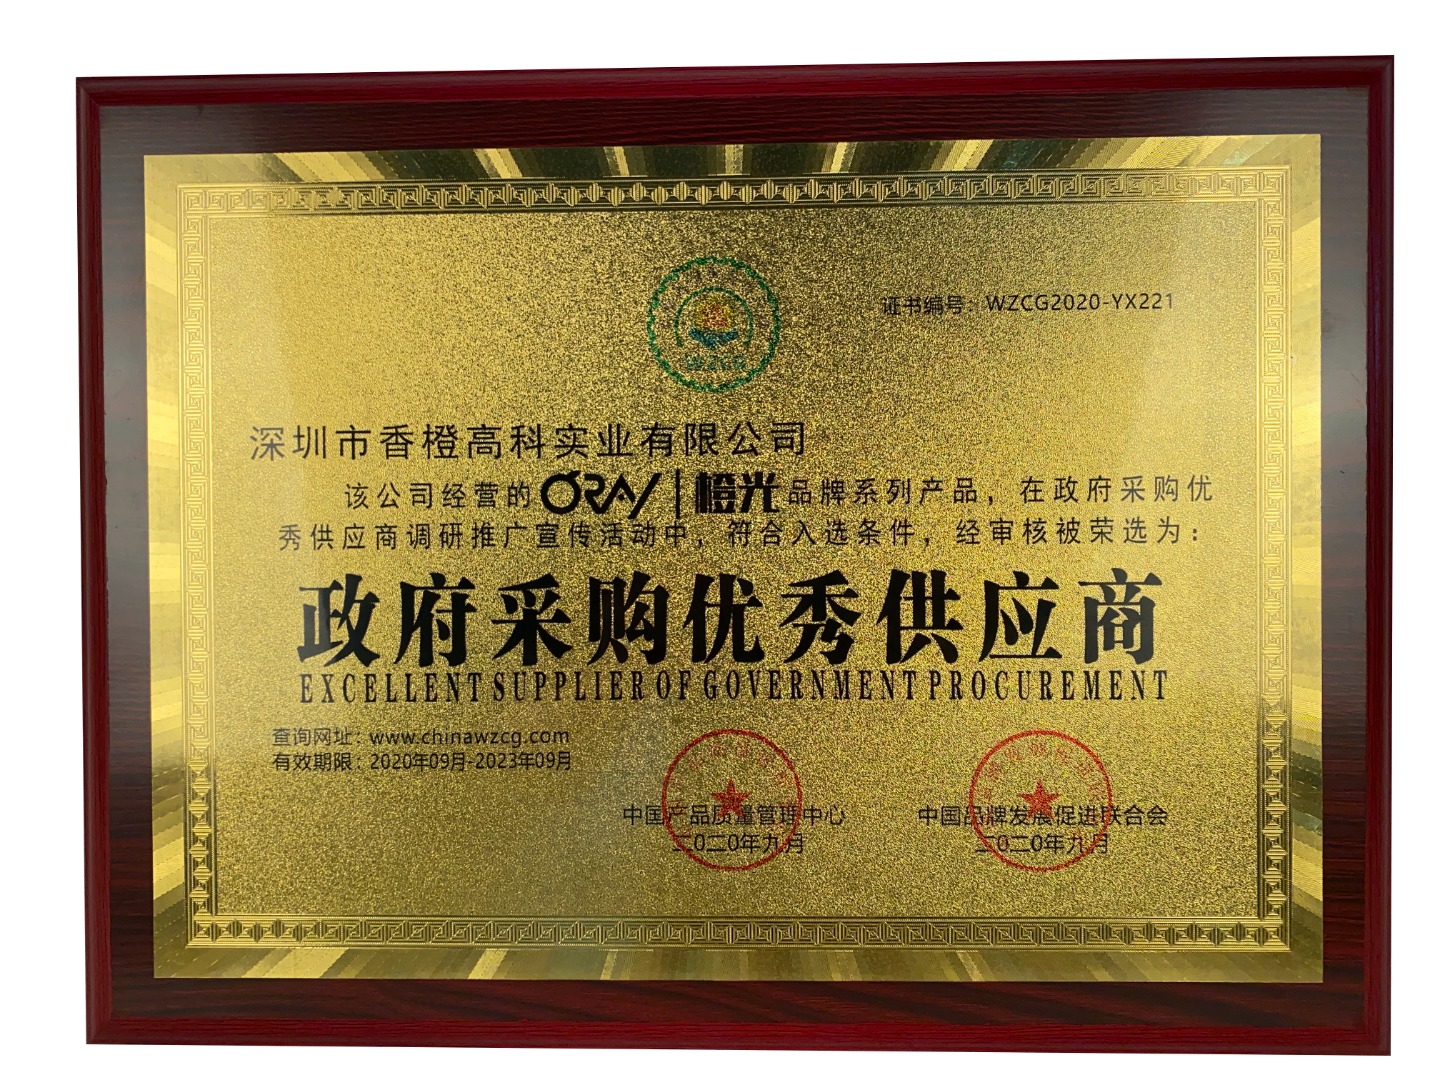 证书编号：WZCG2020-YX221
深圳市香橙高科实业有限公司
该公司经营的ORAY|橙光品牌系列产品，在政府采购优
秀供应商调研推广宣传活动中，符合入选条件，经审核被荣选为：
政府采购优秀供应商
EXCELLENT SUPPLIER OF GOVERNMENT PROCUREMENT
查询网址：www.chinawzcg.com
有效期限：2020年09月-2023年09月
中国产品质量管理中心
二0二0年九月
中国品牌发展促进联合会
二0二0年九月